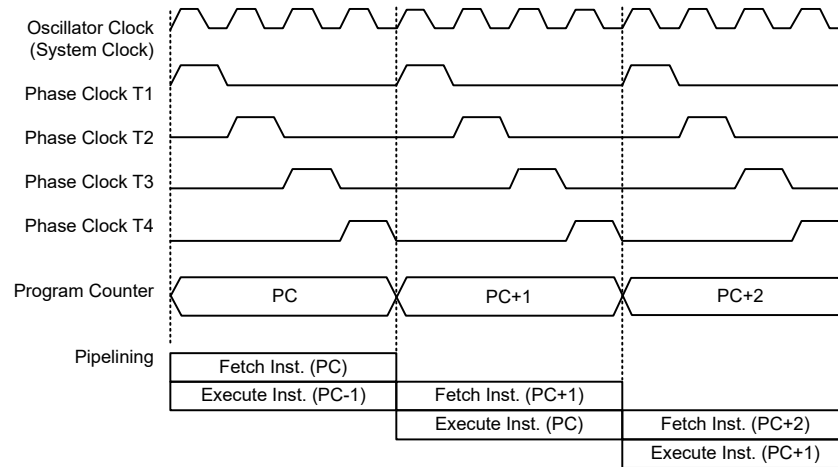 Oscillator Clock
(System Clock)
Phase Clock T1
Phase Clock T2
Phase Clock T3
Phase Clock T4
Program Counter
PC
PC+1
PC+2
Pipelining
Fetch Inst. (PC)
Execute Inst. (PC-1)
Fetch Inst. (PC+1)
Execute Inst. (PC)
Fetch Inst. (PC+2)
Execute Inst. (PC+1)